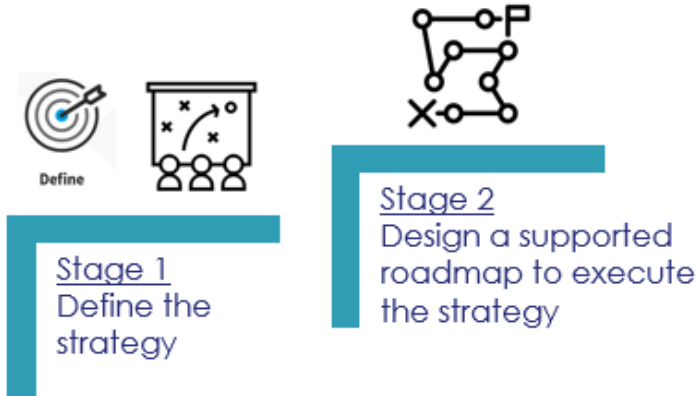 Define
Stage 1
Define the
strategy
Stage 2
Design a supported
roadmap to execute
the strategy